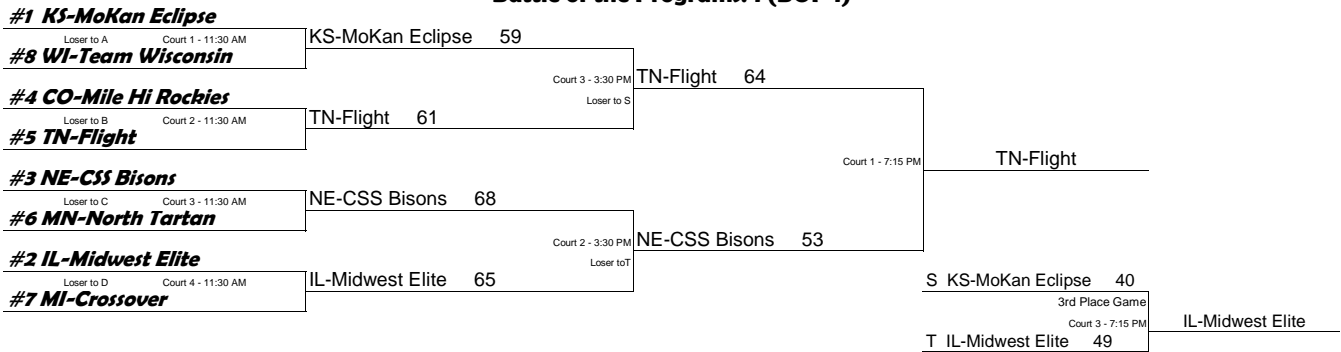 #1 KS-MoKan Eclipse
Loser to A Court 1 - 11:30 AM
#8 WI-Team Wisconsin
KS-MoKan Eclipse 59
#4 CO-Mile Hi Rockies
Loser to B Court 2 - 11:30 AM
#5 TN-Flight
TN-Flight 61
Court 3 - 3:30 PM
Loser to S
TN-Flight 64
#3 NE-CSS Bisons
Loser to C Court 3 - 11:30 AM
#6 MN-North Tartan
NE-CSS Bisons 68
#2 IL-Midwest Elite
Loser to D Court 4 - 11:30 AM
#7 MI-Crossover
IL-Midwest Elite 65
Court 2 - 3:30 PM
Loser toT
NE-CSS Bisons 53
Court 1 - 7:15 PM
TN-Flight
S KS-MoKan Eclipse 40
3rd Place Game
Court 3 - 7:15 PM
T IL-Midwest Elite 49
IL-Midwest Elite